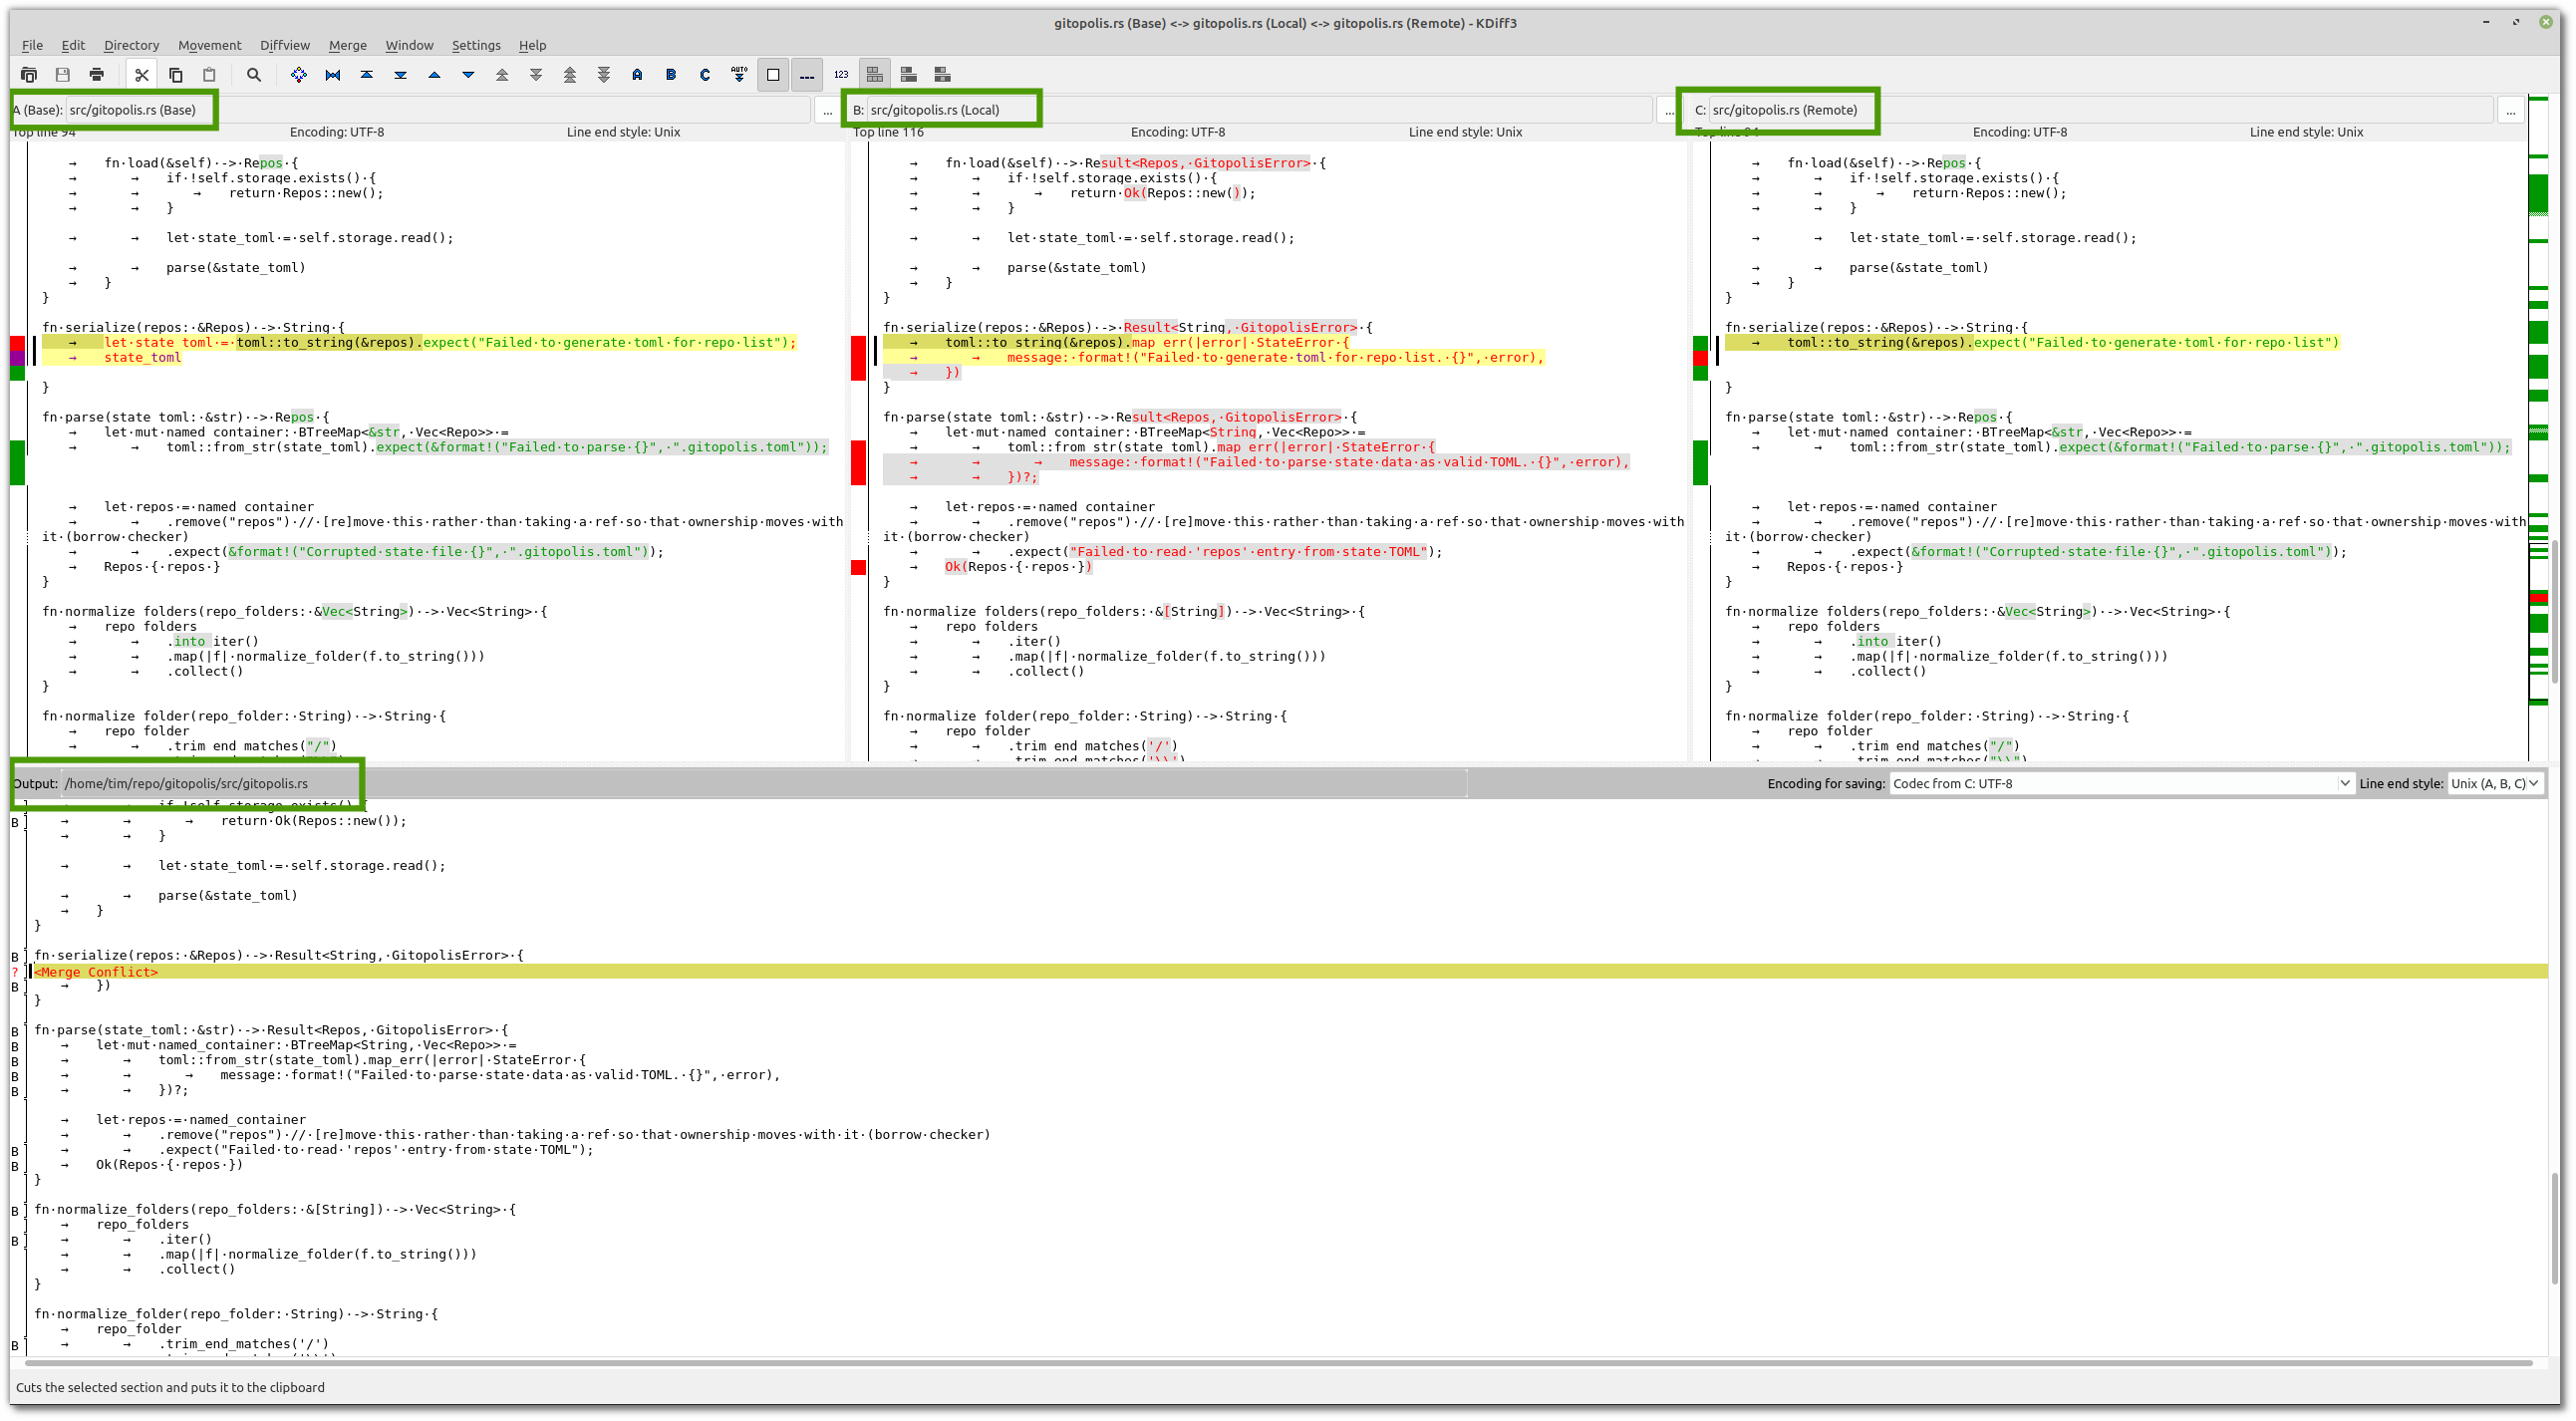 gitopolis.rs (Base) <-> gitopolis.rs (Local) <-> gitopolis.rs (Remote) - KDiff3
File Edit Directory Movement Diffview Merge Window Settings Help
A B C AUTO 123
A (Base): src/gitopolis.rs (Base) ...
Top line 94 Encoding: UTF-8 Line end style: Unix
→ fn·load(&self)·->·Repos·{
→ → if·!self.storage.exists()·{
→ → → return·Repos::new();
→ → }
→ → let·state_toml·=·self.storage.read();
→ → parse(&state_toml)
→ }
}
fn·serialize(repos:·&Repos)·->·String·{
→ let·state_toml·=·toml::to_string(&repos).expect("Failed·to·generate·toml·for·repo·list");
→ state_toml
}
fn·parse(state_toml:·&str)·->·Repos·{
→ let·mut·named_container:·BTreeMap<&str,·Vec<Repo>>·=
→ → toml::from_str(state_toml).expect(&format!("Failed·to·parse·{}",·".gitopolis.toml"));
→ let·repos·=·named_container
→ → .remove("repos")·//·[re]move·this·rather·than·taking·a·ref·so·that·ownership·moves·with
it·(borrow·checker)
→ → .expect(&format!("Corrupted·state·file·{}",·".gitopolis.toml"));
→ Repos·{·repos·}
}
fn·normalize_folders(repo_folders:·&Vec<String>)·->·Vec<String>·{
→ repo_folders
→ → .into_iter()
→ → .map(|f|·normalize_folder(f.to_string()))
→ → .collect()
}
fn·normalize_folder(repo_folder:·String)·->·String·{
→ repo_folder
→ → .trim_end_matches("/")
B: src/gitopolis.rs (Local) ...
Top line 116 Encoding: UTF-8 Line end style: Unix
→ fn·load(&self)·->·Result<Repos,·GitopolisError>·{
→ → if·!self.storage.exists()·{
→ → → return·Ok(Repos::new());
→ → }
→ → let·state_toml·=·self.storage.read();
→ → parse(&state_toml)
→ }
}
fn·serialize(repos:·&Repos)·->·Result<String,·GitopolisError>·{
→ toml::to_string(&repos).map_err(|error|·StateError·{
→ → message:·format!("Failed·to·generate·toml·for·repo·list.·{}",·error),
→ })
}
fn·parse(state_toml:·&str)·->·Result<Repos,·GitopolisError>·{
→ let·mut·named_container:·BTreeMap<String,·Vec<Repo>>·=
→ → toml::from_str(state_toml).map_err(|error|·StateError·{
→ → → message:·format!("Failed·to·parse·state·data·as·valid·TOML.·{}",·error),
→ → })?;
→ let·repos·=·named_container
→ → .remove("repos")·//·[re]move·this·rather·than·taking·a·ref·so·that·ownership·moves·with
it·(borrow·checker)
→ → .expect("Failed·to·read·'repos'·entry·from·state·TOML");
→ Ok(Repos·{·repos·})
}
fn·normalize_folders(repo_folders:·&[String])·->·Vec<String>·{
→ repo_folders
→ → .iter()
→ → .map(|f|·normalize_folder(f.to_string()))
→ → .collect()
}
fn·normalize_folder(repo_folder:·String)·->·String·{
→ repo_folder
→ → .trim_end_matches('/')
→ → .trim_end_matches('\\')
C: src/gitopolis.rs (Remote) ...
Top line 94 Encoding: UTF-8 Line end style: Unix
→ fn·load(&self)·->·Repos·{
→ → if·!self.storage.exists()·{
→ → → return·Repos::new();
→ → }
→ → let·state_toml·=·self.storage.read();
→ → parse(&state_toml)
→ }
}
fn·serialize(repos:·&Repos)·->·String·{
→ toml::to_string(&repos).expect("Failed·to·generate·toml·for·repo·list")
}
fn·parse(state_toml:·&str)·->·Repos·{
→ let·mut·named_container:·BTreeMap<&str,·Vec<Repo>>·=
→ → toml::from_str(state_toml).expect(&format!("Failed·to·parse·{}",·".gitopolis.toml"));
→ let·repos·=·named_container
→ → .remove("repos")·//·[re]move·this·rather·than·taking·a·ref·so·that·ownership·moves·with
it·(borrow·checker)
→ → .expect(&format!("Corrupted·state·file·{}",·".gitopolis.toml"));
→ Repos·{·repos·}
}
fn·normalize_folders(repo_folders:·&Vec<String>)·->·Vec<String>·{
→ repo_folders
→ → .into_iter()
→ → .map(|f|·normalize_folder(f.to_string()))
→ → .collect()
}
fn·normalize_folder(repo_folder:·String)·->·String·{
→ repo_folder
→ → .trim_end_matches("/")
→ → .trim_end_matches("\\")
Output: /home/tim/repo/gitopolis/src/gitopolis.rs Encoding for saving: Codec from C: UTF-8 Line end style: Unix (A, B, C)
if·!self.storage.exists()·{
B → → → return·Ok(Repos::new());
→ → }
→ → let·state_toml·=·self.storage.read();
→ → parse(&state_toml)
→ }
}
B fn·serialize(repos:·&Repos)·->·Result<String,·GitopolisError>·{
? <Merge Conflict>
B → })
}
B fn·parse(state_toml:·&str)·->·Result<Repos,·GitopolisError>·{
B → let·mut·named_container:·BTreeMap<String,·Vec<Repo>>·=
B → → toml::from_str(state_toml).map_err(|error|·StateError·{
B → → → message:·format!("Failed·to·parse·state·data·as·valid·TOML.·{}",·error),
B → → })?;
→ let·repos·=·named_container
→ → .remove("repos")·//·[re]move·this·rather·than·taking·a·ref·so·that·ownership·moves·with·it·(borrow·checker)
B → → .expect("Failed·to·read·'repos'·entry·from·state·TOML");
B → Ok(Repos·{·repos·})
}
B fn·normalize_folders(repo_folders:·&[String])·->·Vec<String>·{
→ repo_folders
B → → .iter()
→ → .map(|f|·normalize_folder(f.to_string()))
→ → .collect()
}
fn·normalize_folder(repo_folder:·String)·->·String·{
→ repo_folder
B → → .trim_end_matches('/')
Cuts the selected section and puts it to the clipboard